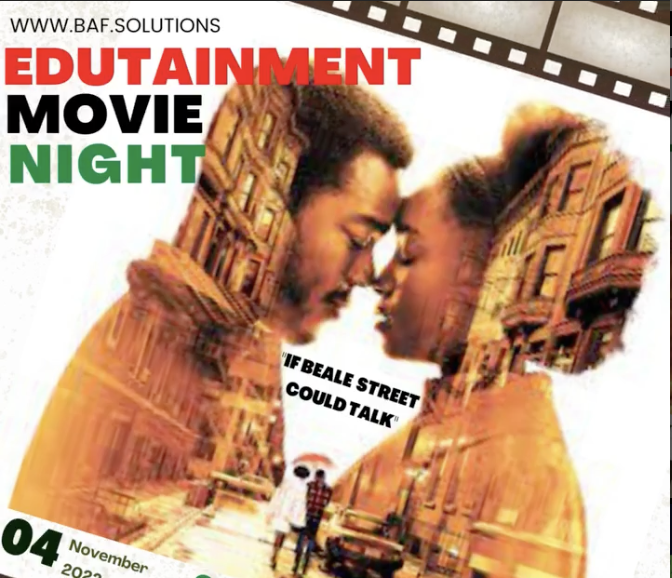 WWW.BAF.SOLUTIONS
EDUTAINMENT
MOVIE
NIGHT
"IF BEALE STREET
COULD TALK"
04 November